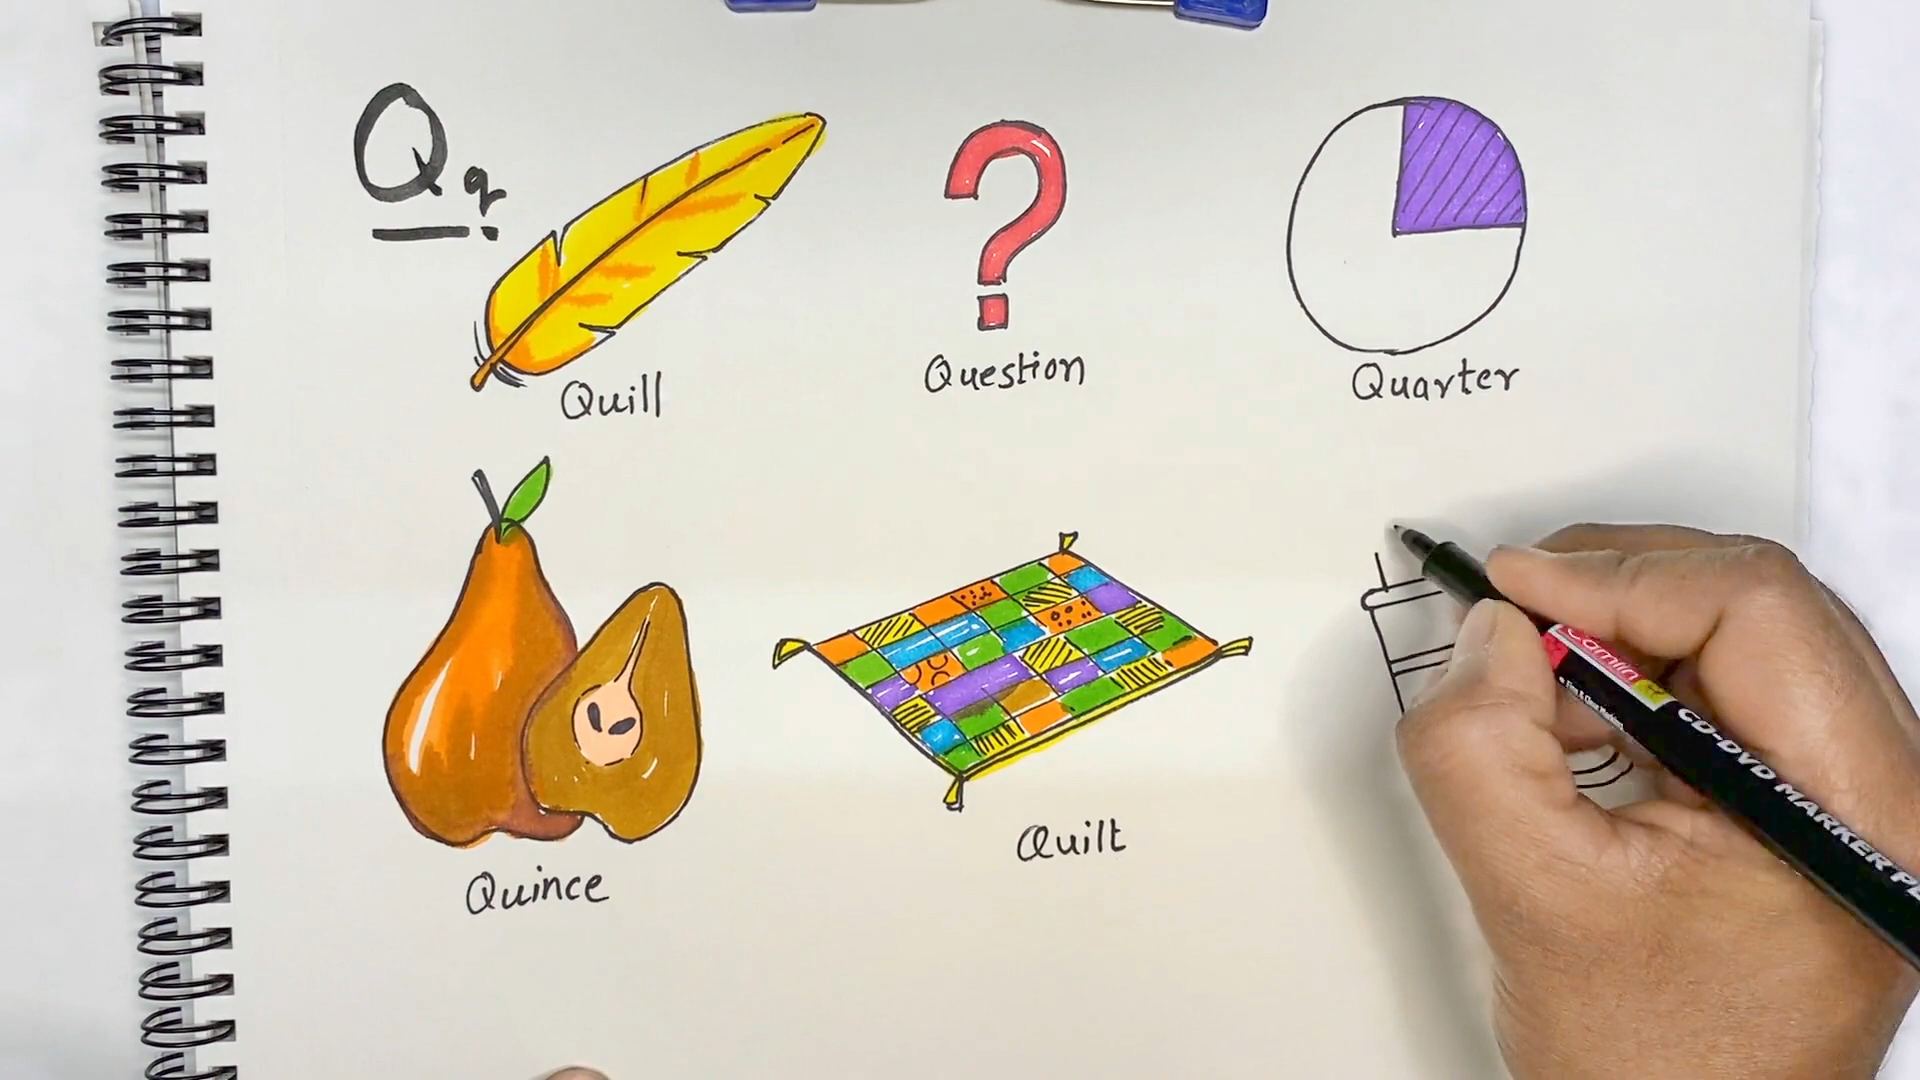 Qq
Quill
Question
Quarter
Quince
Quilt
Camlin
CD-DVD MARKER PE